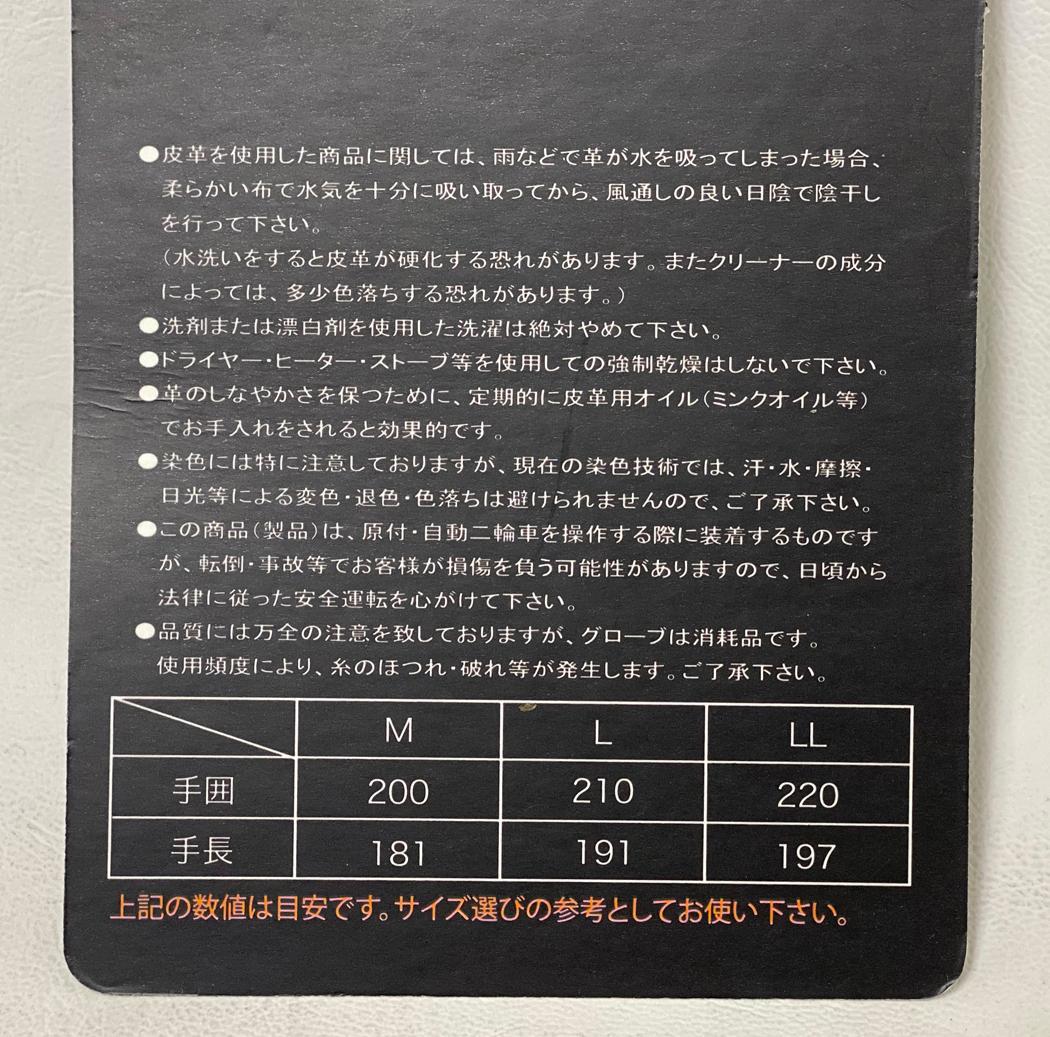 ●皮革を使用した商品に関しては、雨などで革が水を吸ってしまった場合、
柔らかい布で水気を十分に吸い取ってから、風通しの良い日陰で陰干し
を行って下さい。
(水洗いをすると皮革が硬化する恐れがあります。またクリーナーの成分
によっては、多少色落ちする恐れがあります。)
●洗剤または漂白剤を使用した洗濯は絶対やめて下さい。
●ドライヤー・ヒーター・ストーブ等を使用しての強制乾燥はしないで下さい。
●革のしなやかさを保つために、定期的に皮革用オイル(ミンクオイル等)
でお手入れをされると効果的です。
●染色には特に注意しておりますが、現在の染色技術では、汗・水・摩擦・
日光等による変色・退色・色落ちは避けられませんので、ご了承下さい。
●この商品(製品)は、原付・自動二輪車を操作する際に装着するものです
が、転倒・事故等でお客様が損傷を負う可能性がありますので、日頃から
法律に従った安全運転を心がけて下さい。
●品質には万全の注意を致しておりますが、グローブは消耗品です。
使用頻度により、糸のほつれ・破れ等が発生します。ご了承下さい。
M L LL
手囲 200 210 220
手長 181 191 197
上記の数値は目安です。サイズ選びの参考としてお使い下さい。